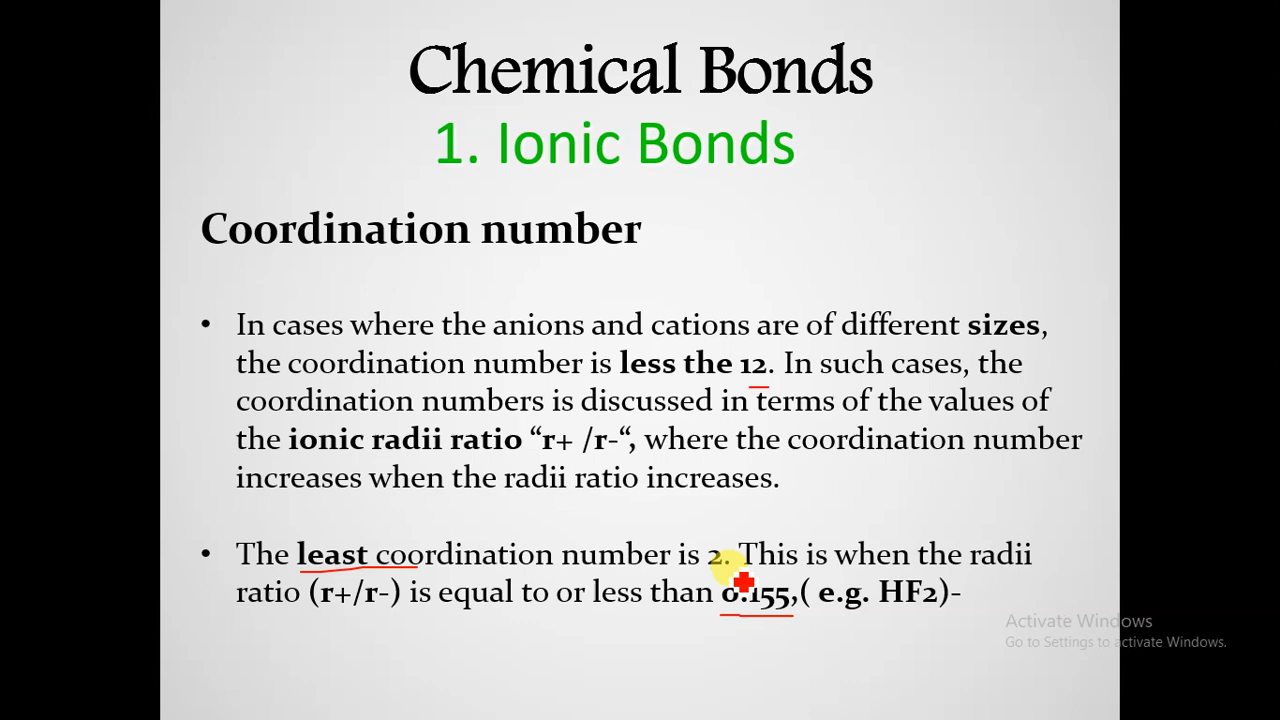 Chemical Bonds
1. Ionic Bonds
Coordination number
• In cases where the anions and cations are of different sizes,
the coordination number is less the 12. In such cases, the
coordination numbers is discussed in terms of the values of
the ionic radii ratio “r+ /r-“, where the coordination number
increases when the radii ratio increases.
• The least coordination number is 2. This is when the radii
ratio (r+/r-) is equal to or less than 0.155,( e.g. HF2)-
Activate Windows
Go to Settings to activate Windows.